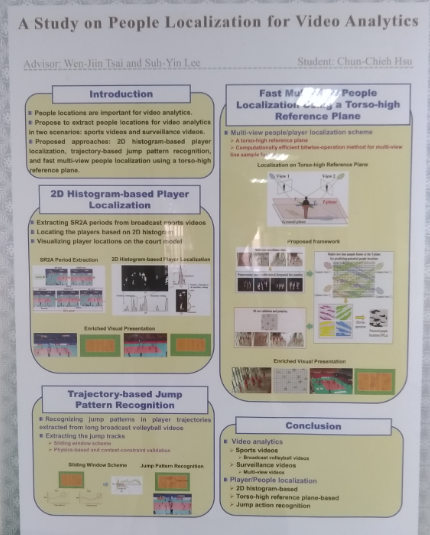 A Study on People Localization for Video Analytics
Advisor: Wen-Jiin Tsai and Suh-Yin Lee
Student: Chun-Chieh Hsu
Introduction
People locations are important for video analytics.
Propose to extract people locations for video analytics
in two scenarios: sports videos and surveillance videos.
Proposed approaches: 2D histogram-based player
localization, trajectory-based jump pattern recognition,
and fast multi-view people localization using a torso-high
reference plane.
2D Histogram-based Player
Localization
Extracting SR2A periods from broadcast sports videos
Locating the players based on 2D histogram
Visualizing player locations on the court model
SR2A Period Extraction
2D Histogram-based Player Localization
Enriched Visual Presentation
Trajectory-based Jump
Pattern Recognition
Recognizing jump patterns in player trajectories
extracted from long broadcast volleyball videos
Extracting the jump tracks
Sliding window scheme
Physics-based and context-constraint validation
Sliding Window Scheme
Jump Pattern Recognition
Fast People
Localization Using a Torso-high
Reference Plane
Multi-view people/player localization scheme
A torso-high reference plane
Computationally efficient bitwise-operation method for multi-view
line sample
Localization on Torso-high Reference Plane
View 1
View 2
Ground plane
Proposed framework
Enriched Visual Presentation
Conclusion
Video analytics
Sports videos
Broadcast volleyball videos
Surveillance videos
Multi-view videos
Player/People localization
2D histogram-based
Torso-high reference plane-based
Jump action recognition